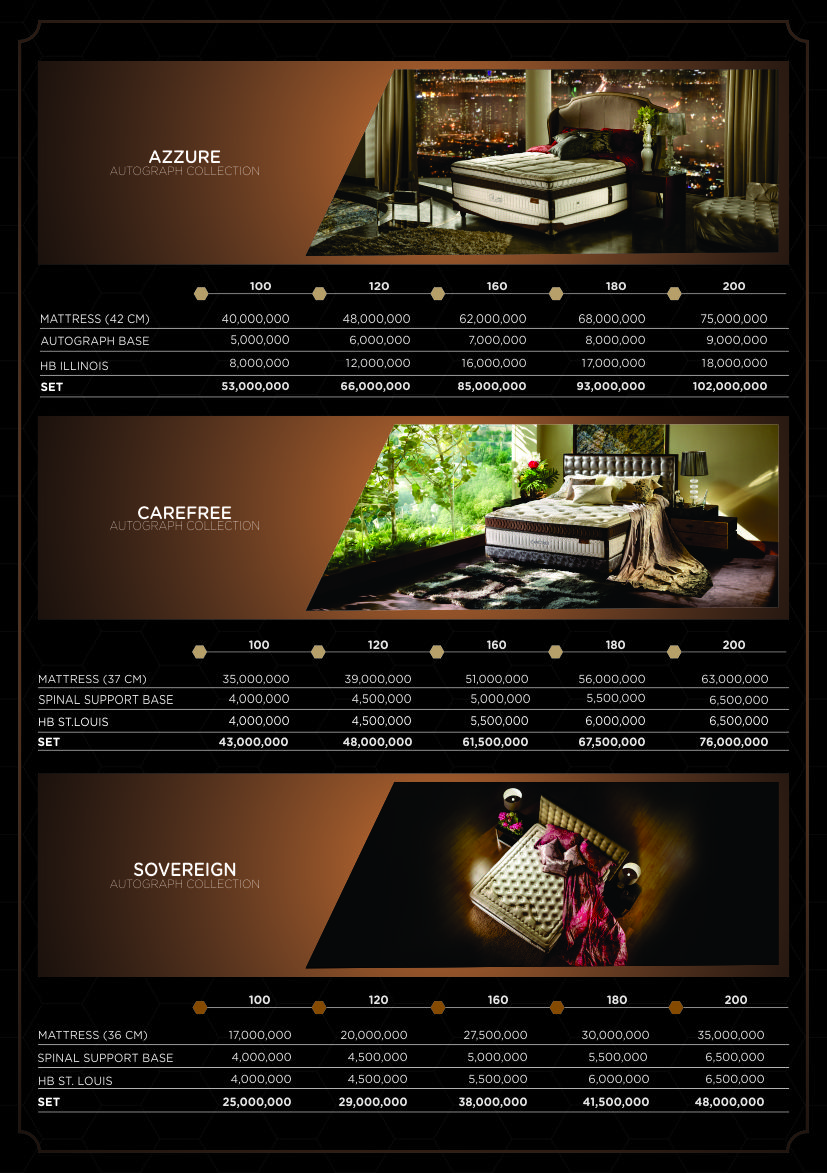 AZZURE
AUTOGRAPH COLLECTION
100 120 160 180 200
MATTRESS (42 CM) 40,000,000 48,000,000 62,000,000 68,000,000 75,000,000
AUTOGRAPH BASE 5,000,000 6,000,000 7,000,000 8,000,000 9,000,000
HB ILLINOIS 8,000,000 12,000,000 16,000,000 17,000,000 18,000,000
SET 53,000,000 66,000,000 85,000,000 93,000,000 102,000,000
CAREFREE
AUTOGRAPH COLLECTION
100 120 160 180 200
MATTRESS (37 CM) 35,000,000 39,000,000 51,000,000 56,000,000 63,000,000
SPINAL SUPPORT BASE 4,000,000 4,500,000 5,000,000 5,500,000 6,500,000
HB ST.LOUIS 4,000,000 4,500,000 5,500,000 6,000,000 6,500,000
SET 43,000,000 48,000,000 61,500,000 67,500,000 76,000,000
SOVEREIGN
AUTOGRAPH COLLECTION
100 120 160 180 200
MATTRESS (36 CM) 17,000,000 20,000,000 27,500,000 30,000,000 35,000,000
SPINAL SUPPORT BASE 4,000,000 4,500,000 5,000,000 5,500,000 6,500,000
HB ST. LOUIS 4,000,000 4,500,000 5,500,000 6,000,000 6,500,000
SET 25,000,000 29,000,000 38,000,000 41,500,000 48,000,000